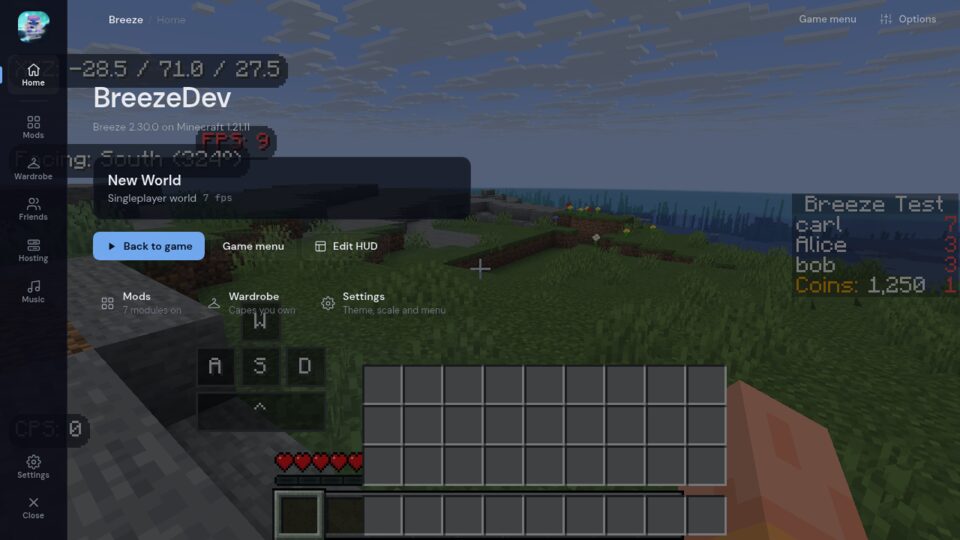 Breeze / Home
Game menu
Options
Home
-28.5 / 71.0 / 27.5
BreezeDev
Breeze 2.30.0 on Minecraft 1.21.11
FPS: 9
Mods
Facing: South (324°)
Wardrobe
New World
Singleplayer world 7 fps
Friends
Hosting
Music
Back to game
Game menu
Edit HUD
Breeze Test
carl 7
Alice 3
bob 3
Coins: 1,250 1
Mods
7 modules on
Wardrobe
Capes you own
Settings
Theme, scale and menu
W
A S D
^
CPS: 0
Settings
Close